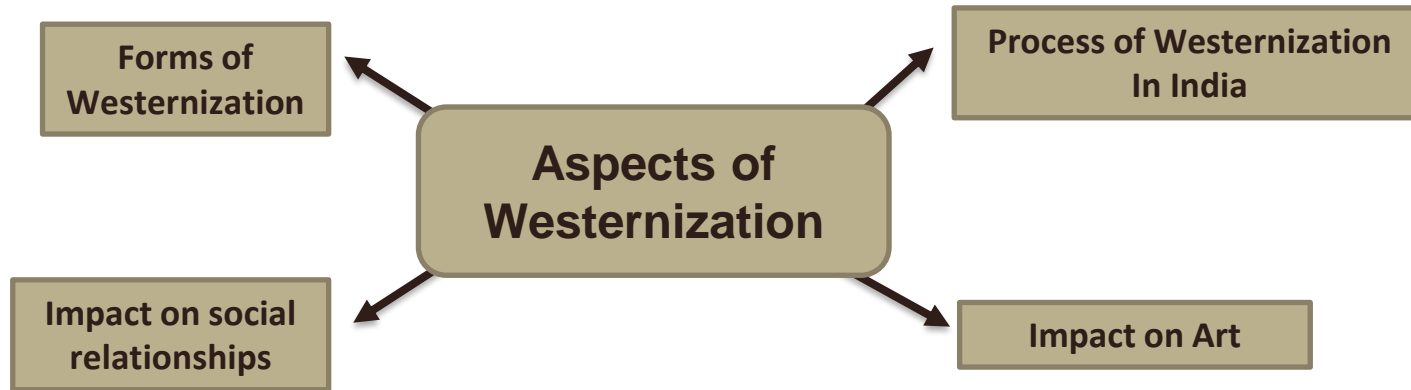 Forms of
Westernization
Process of Westernization
In India
Aspects of
Westernization
Impact on social
relationships
Impact on Art